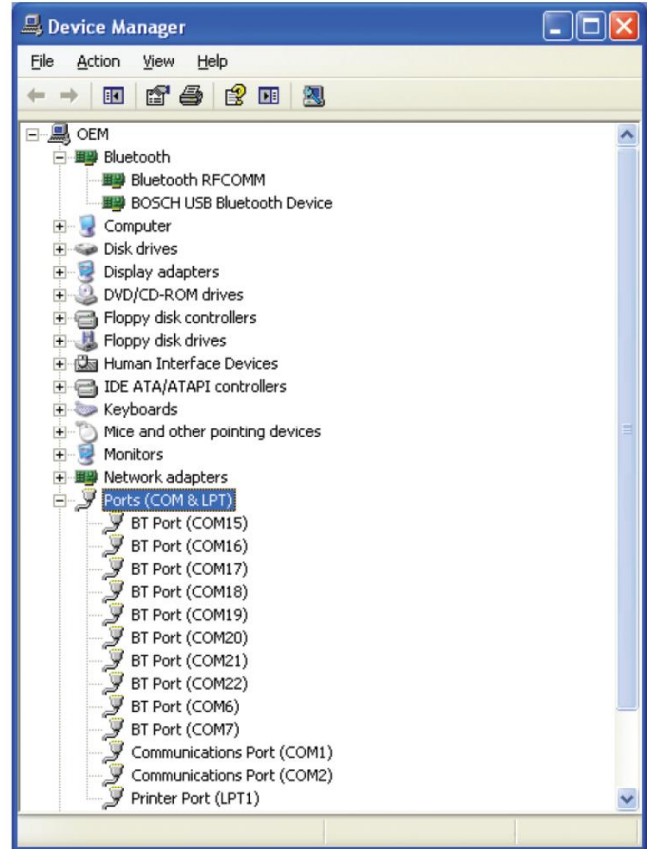 Device Manager
File Action View Help
OEM
Bluetooth
Bluetooth RFCOMM
BOSCH USB Bluetooth Device
Computer
Disk drives
Display adapters
DVD/CD-ROM drives
Floppy disk controllers
Floppy disk drives
Human Interface Devices
IDE ATA/ATAPI controllers
Keyboards
Mice and other pointing devices
Monitors
Network adapters
Ports (COM & LPT)
BT Port (COM15)
BT Port (COM16)
BT Port (COM17)
BT Port (COM18)
BT Port (COM19)
BT Port (COM20)
BT Port (COM21)
BT Port (COM22)
BT Port (COM6)
BT Port (COM7)
Communications Port (COM1)
Communications Port (COM2)
Printer Port (LPT1)